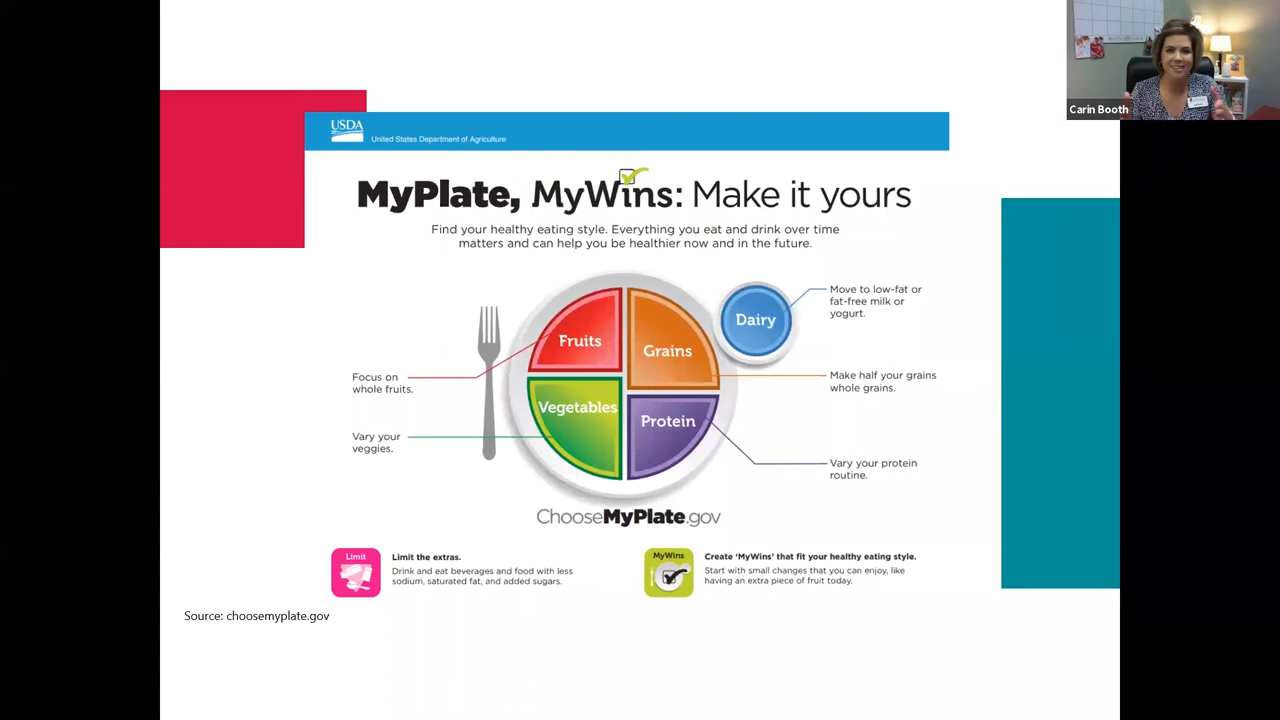 Carin Booth
USDA
United States Department of Agriculture
MyPlate, MyWins: Make it yours
Find your healthy eating style. Everything you eat and drink over time
matters and can help you be healthier now and in the future.
Fruits
Grains
Dairy
Vegetables
Protein
Move to low-fat or
fat-free milk or
yogurt.
Focus on
whole fruits.
Make half your grains
whole grains.
Vary your
veggies.
Vary your protein
routine.
ChooseMyPlate.gov
Limit
Limit the extras.
Drink and eat beverages and food with less
sodium, saturated fat, and added sugars.
MyWins
Create ‘MyWins’ that fit your healthy eating style.
Start with small changes that you can enjoy, like
having an extra piece of fruit today.
Source: choosemyplate.gov